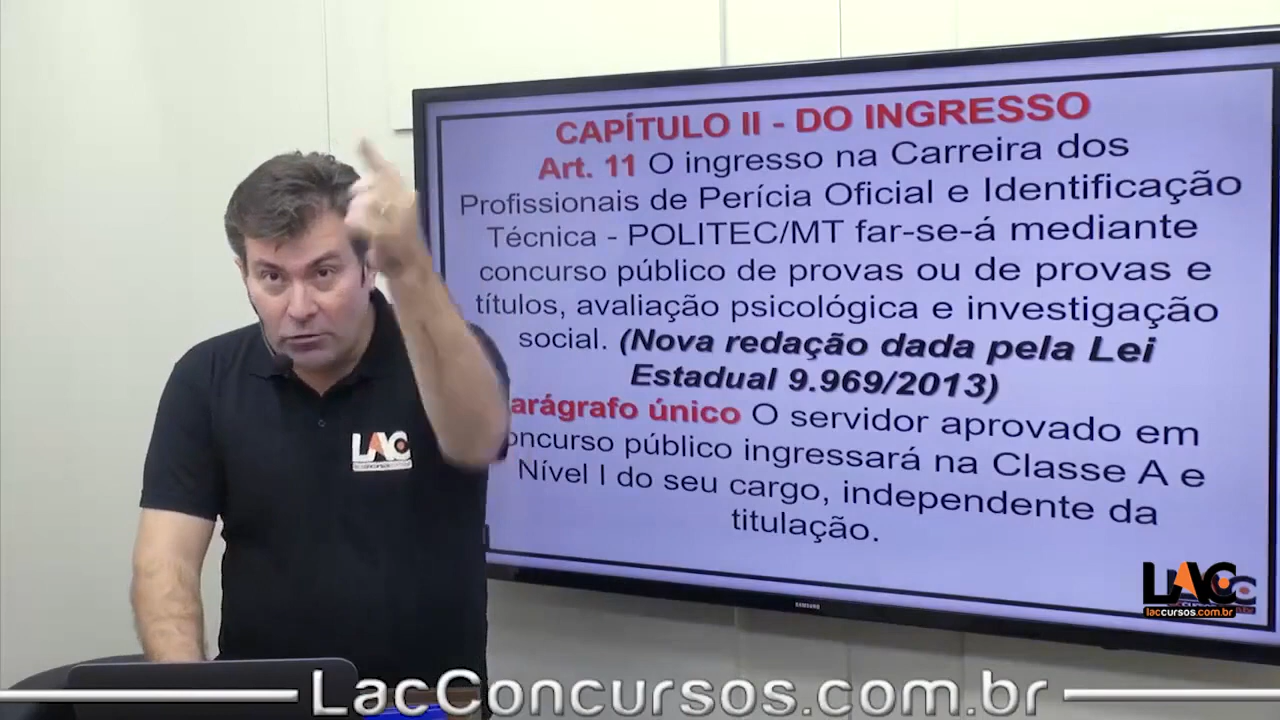 CAPÍTULO II - DO INGRESSO
Art. 11 O ingresso na Carreira dos
Profissionais de Perícia Oficial e Identificação
Técnica - POLITEC/MT far-se-á mediante
concurso público de provas ou de provas e
títulos, avaliação psicológica e investigação
social. (Nova redação dada pela Lei
Estadual 9.969/2013)
arágrafo único O servidor aprovado em
oncurso público ingressará na Classe A e
Nível I do seu cargo, independente da
titulação.
LAC
SAMSUNG
LAC
laccursos.com.br
LacConcursos.com.br